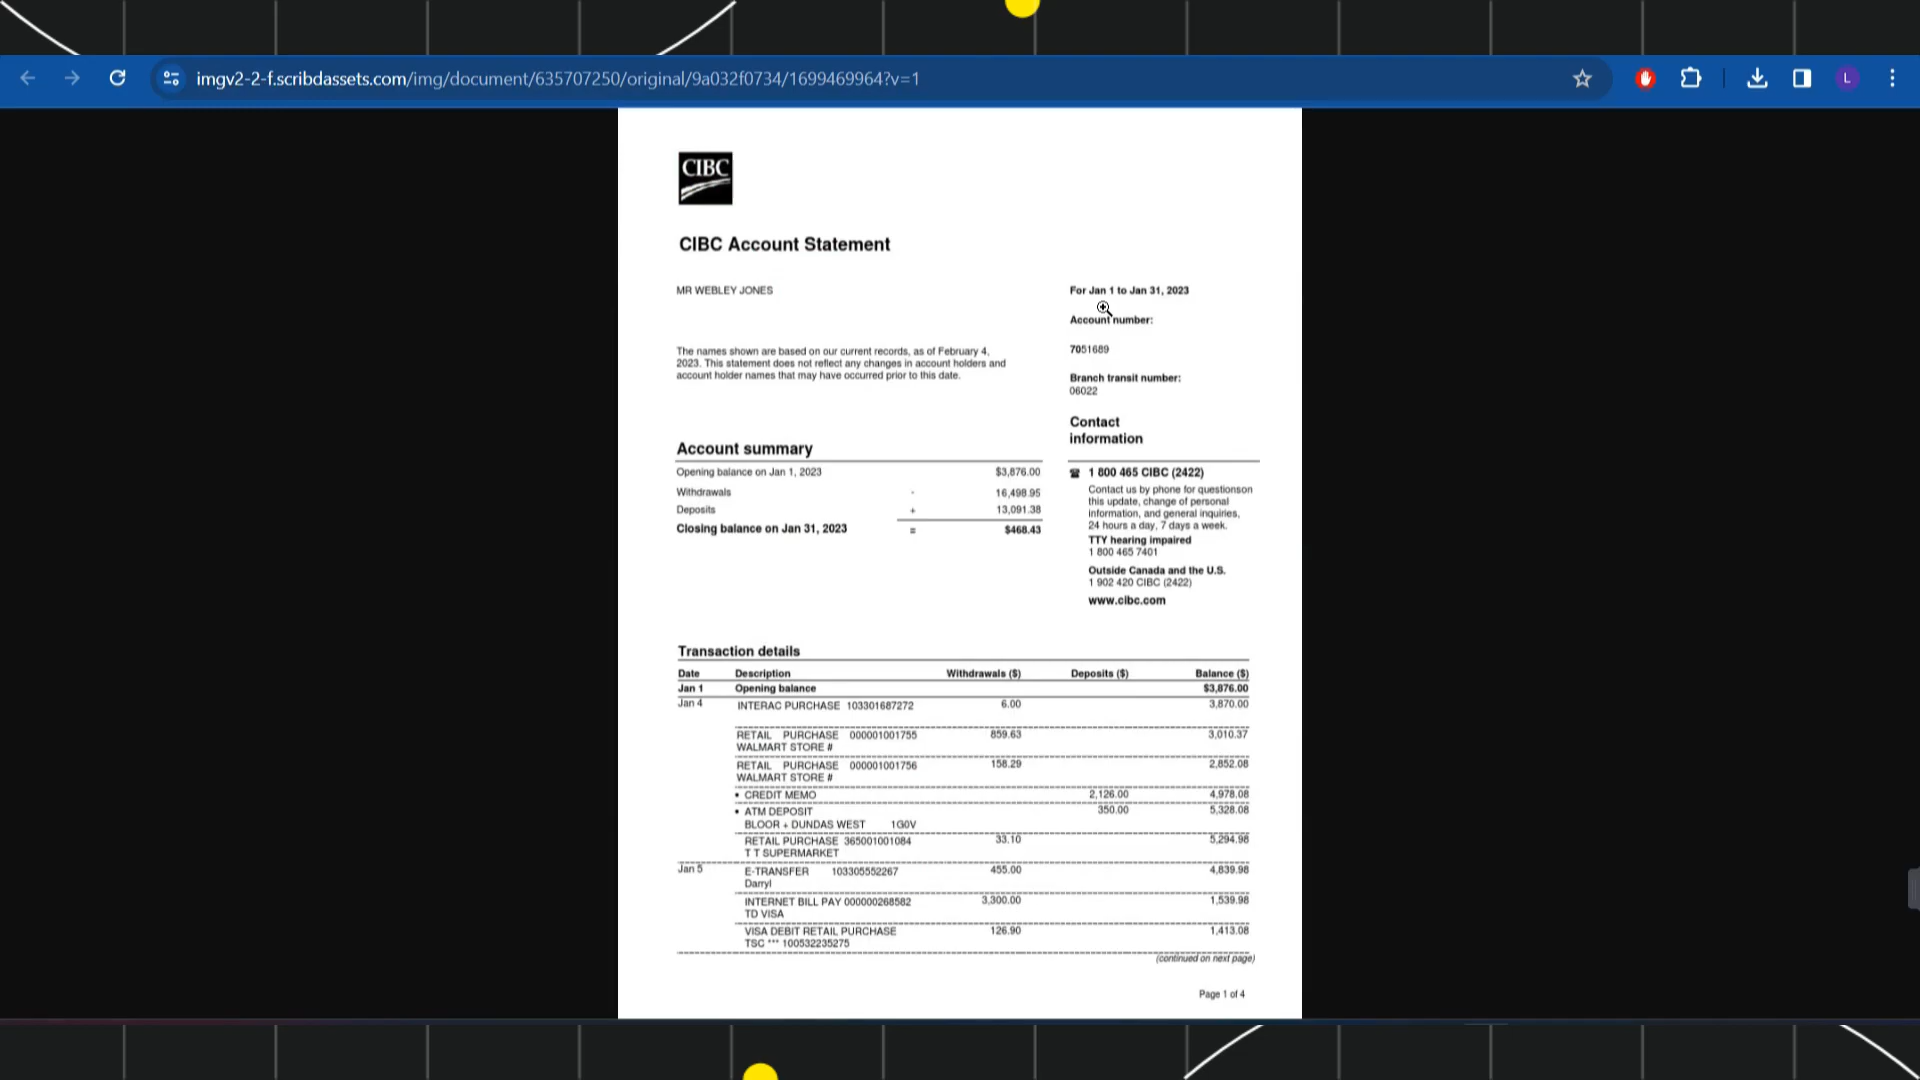 imgv2-2-f.scribdassets.com/img/document/635707250/original/9a032f0734/1699469964?v=1
L
CIBC
CIBC Account Statement
MR WEBLEY JONES
For Jan 1 to Jan 31, 2023
Account number:
7051689
The names shown are based on our current records, as of February 4,
2023. This statement does not reflect any changes in account holders and
account holder names that may have occurred prior to this date.
Branch transit number:
06022
Contact
information
Account summary
Opening balance on Jan 1, 2023 $3,876.00
Withdrawals - 16,498.95
Deposits + 13,091.38
Closing balance on Jan 31, 2023 = $468.43
1 800 465 CIBC (2422)
Contact us by phone for questionson
this update, change of personal
information, and general inquiries,
24 hours a day, 7 days a week.
TTY hearing impaired
1 800 465 7401
Outside Canada and the U.S.
1 902 420 CIBC (2422)
www.cibc.com
Transaction details
Date Description Withdrawals ($) Deposits ($) Balance ($)
Jan 1 Opening balance $3,876.00
Jan 4 INTERAC PURCHASE 103301687272 6.00 3,870.00
RETAIL PURCHASE 000001001755 859.63 3,010.37
WALMART STORE #
RETAIL PURCHASE 000001001756 158.29 2,852.08
WALMART STORE #
• CREDIT MEMO 2,126.00 4,978.08
• ATM DEPOSIT 350.00 5,328.08
BLOOR + DUNDAS WEST 1G0V
RETAIL PURCHASE 365001001084 33.10 5,294.98
T T SUPERMARKET
Jan 5 E-TRANSFER 103305552267 455.00 4,839.98
Darryl
INTERNET BILL PAY 000000268582 3,300.00 1,539.98
TD VISA
VISA DEBIT RETAIL PURCHASE 126.90 1,413.08
TSC *** 100532235275
(continued on next page)
Page 1 of 4